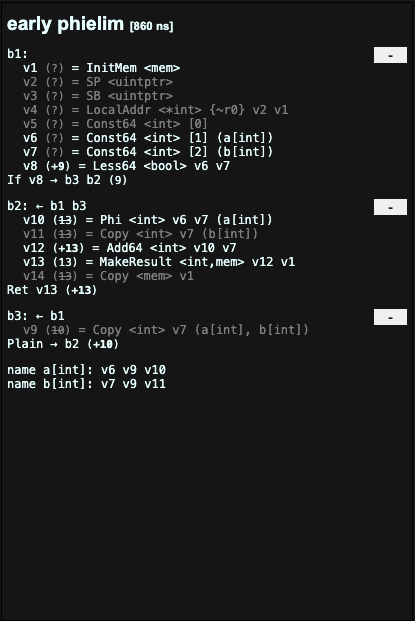 early phielim [860 ns]
b1:
-
v1 (?) = InitMem <mem>
v2 (?) = SP <uintptr>
v3 (?) = SB <uintptr>
v4 (?) = LocalAddr <*int> {~r0} v2 v1
v5 (?) = Const64 <int> [0]
v6 (?) = Const64 <int> [1] (a[int])
v7 (?) = Const64 <int> [2] (b[int])
v8 (+9) = Less64 <bool> v6 v7
If v8 → b3 b2 (9)
b2: ← b1 b3
-
v10 (13) = Phi <int> v6 v7 (a[int])
v11 (?) = Copy <int> v7 (b[int])
v12 (+13) = Add64 <int> v10 v7
v13 (13) = MakeResult <int,mem> v12 v1
v14 (13) = Copy <mem> v1
Ret v13 (+13)
b3: ← b1
-
v9 (10) = Copy <int> v7 (a[int], b[int])
Plain → b2 (+10)
name a[int]: v6 v9 v10
name b[int]: v7 v9 v11